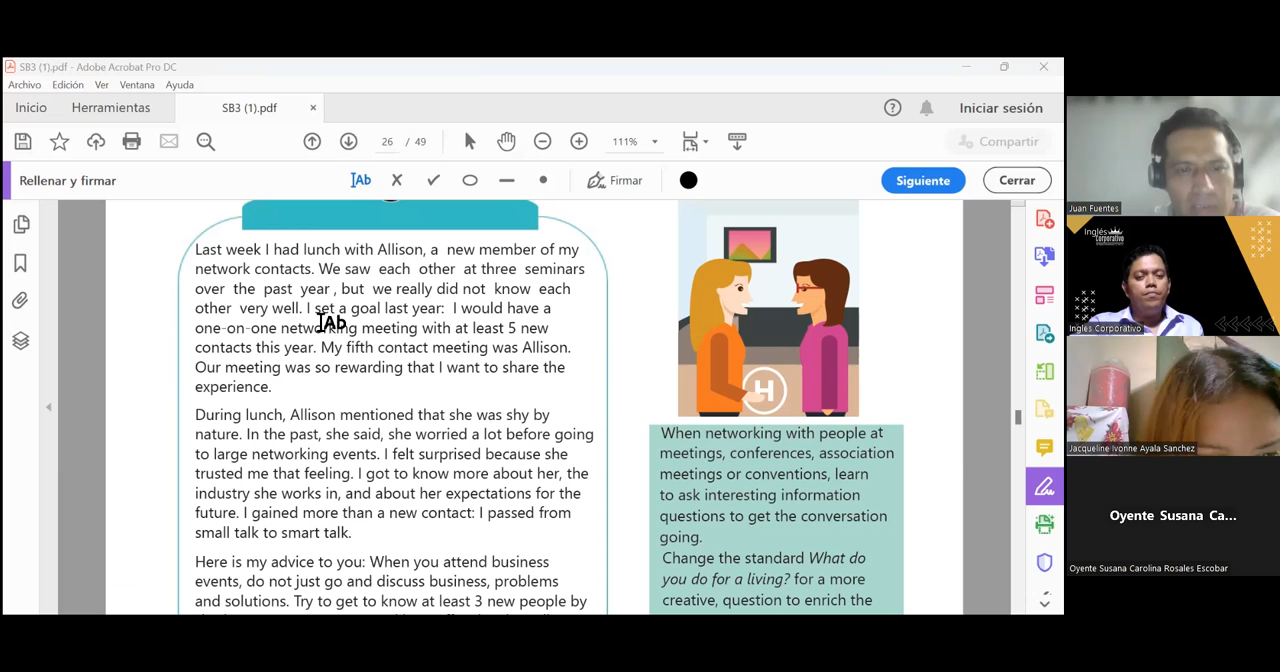 SB3 (1).pdf - Adobe Acrobat Pro DC
Archivo Edición Ver Ventana Ayuda
Inicio Herramientas SB3 (1).pdf × Iniciar sesión
26 / 49 111% Compartir
Rellenar y firmar Ab Firmar Siguiente Cerrar
Last week I had lunch with Allison, a new member of my
network contacts. We saw each other at three seminars
over the past year , but we really did not know each
other very well. I set a goal last year: I would have a
one-on-one networking meeting with at least 5 new
contacts this year. My fifth contact meeting was Allison.
Our meeting was so rewarding that I want to share the
experience.
During lunch, Allison mentioned that she was shy by
nature. In the past, she said, she worried a lot before going
to large networking events. I felt surprised because she
trusted me that feeling. I got to know more about her, the
industry she works in, and about her expectations for the
future. I gained more than a new contact: I passed from
small talk to smart talk.
Here is my advice to you: When you attend business
events, do not just go and discuss business, problems
and solutions. Try to get to know at least 3 new people by
Ab
H
When networking with people at
meetings, conferences, association
meetings or conventions, learn
to ask interesting information
questions to get the conversation
going.
Change the standard What do
you do for a living? for a more
creative, question to enrich the
Juan Fuentes
Inglés
corporativo
Ingles Corporativo
Jacqueline Ivonne Ayala Sanchez
Oyente Susana Ca...
Oyente Susana Carolina Rosales Escobar